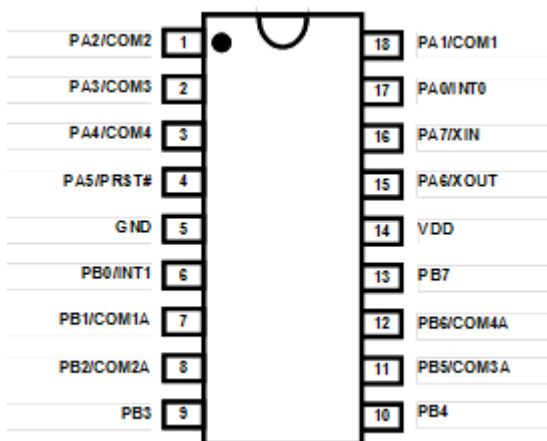 PA2/COM2 1 18 PA1/COM1
PA3/COM3 2 17 PA0/INT0
PA4/COM4 3 16 PA7/XIN
PA5/PRST# 4 15 PA6/XOUT
GND 5 14 VDD
PB0/INT1 6 13 PB7
PB1/COM1A 7 12 PB6/COM4A
PB2/COM2A 8 11 PB5/COM3A
PB3 9 10 PB4